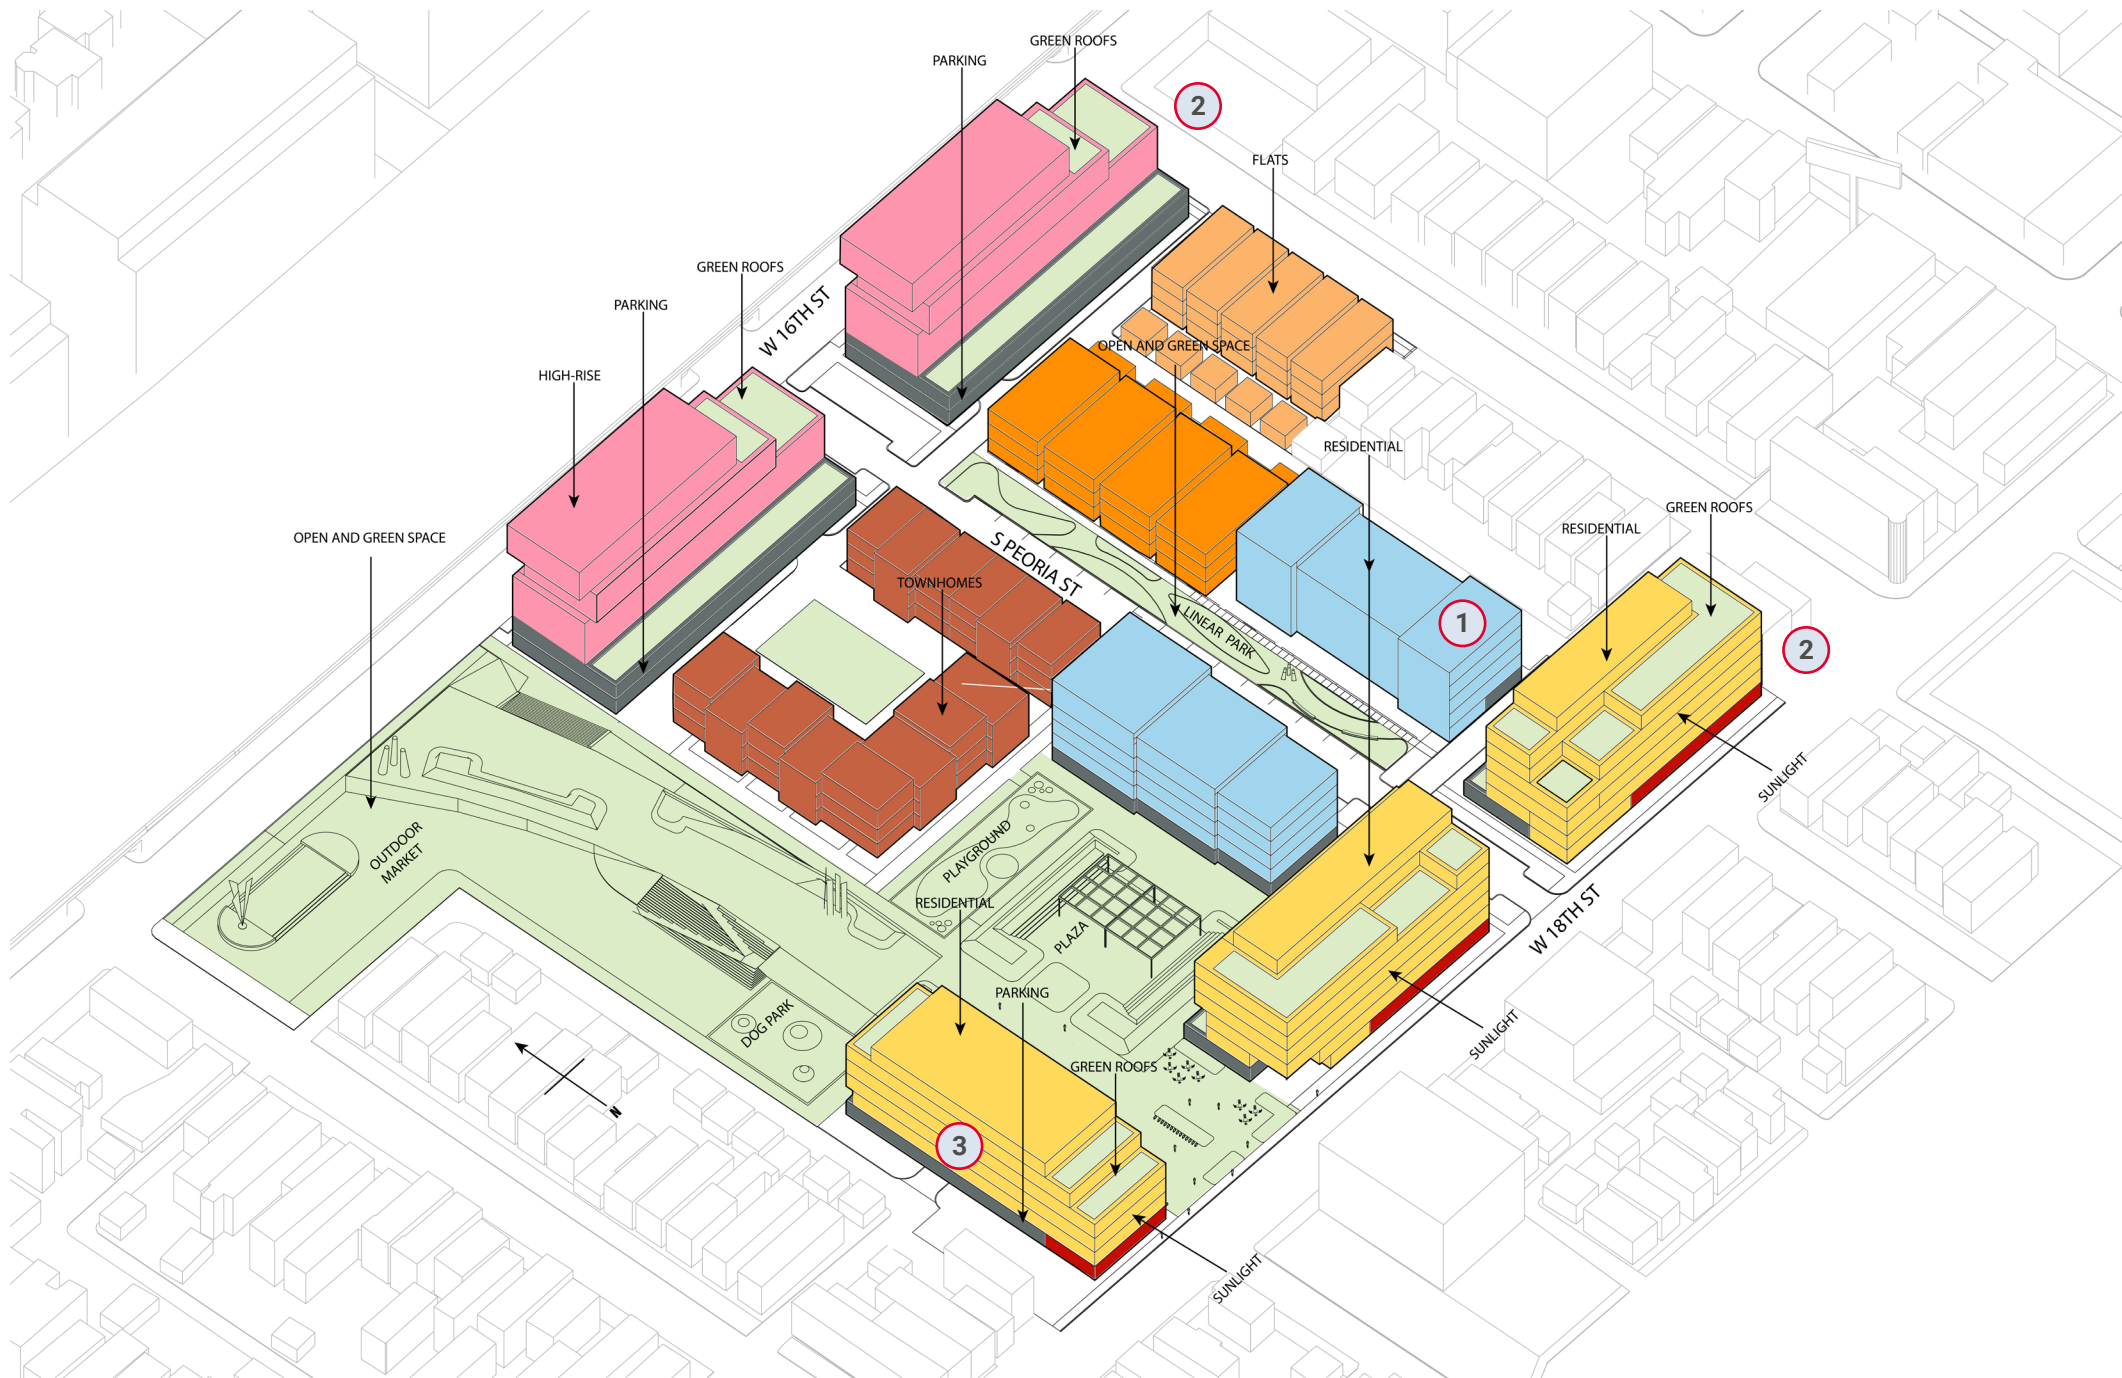 GREEN ROOFS
PARKING
2
FLATS
GREEN ROOFS
PARKING
W 16TH ST
OPEN AND GREEN SPACE
HIGH-RISE
RESIDENTIAL
GREEN ROOFS
RESIDENTIAL
OPEN AND GREEN SPACE
S PEORIA ST
TOWNHOMES
1
LINEAR PARK
2
SUNLIGHT
OUTDOOR
MARKET
PLAYGROUND
RESIDENTIAL
PLAZA
W 18TH ST
PARKING
DOG PARK
SUNLIGHT
GREEN ROOFS
N
3
SUNLIGHT